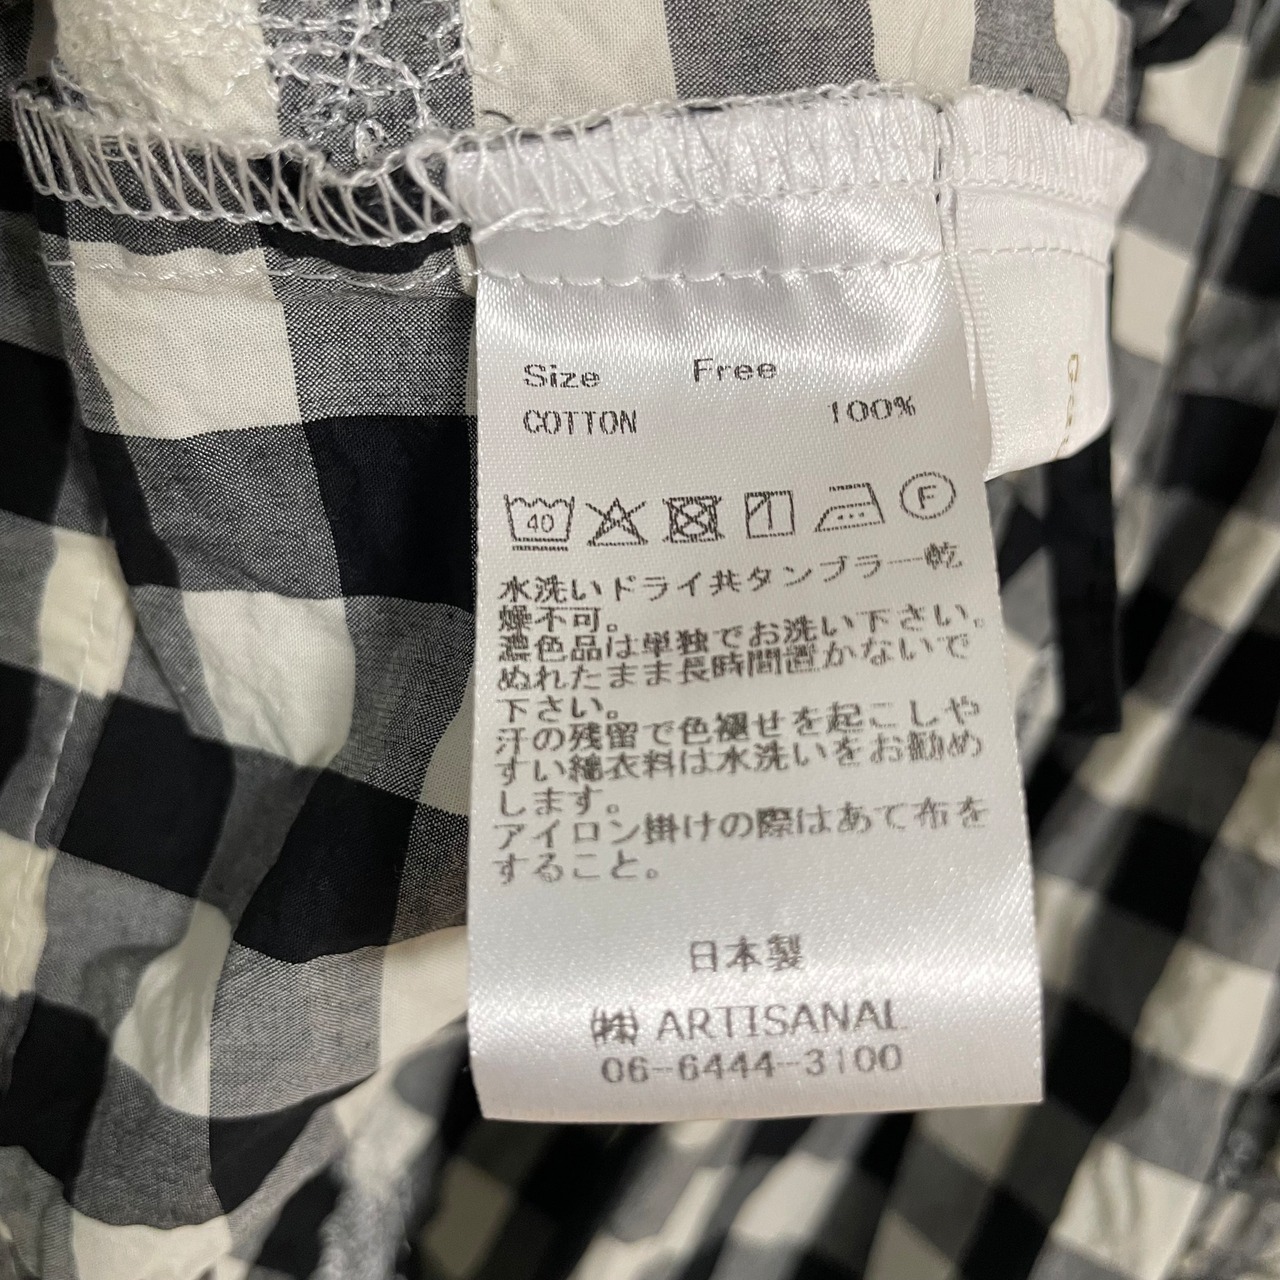 Size Free
COTTON 100%
40 F
水洗いドライ共タンブラー乾
燥不可。
濃色品は単独でお洗い下さい。
ぬれたまま長時間置かないで
下さい。
汗の残留で色褪せを起こしや
すい綿衣料は水洗いをお勧め
します。
アイロン掛けの際はあて布を
すること。
日本製
㈱ ARTISANAL
06-6444-3100